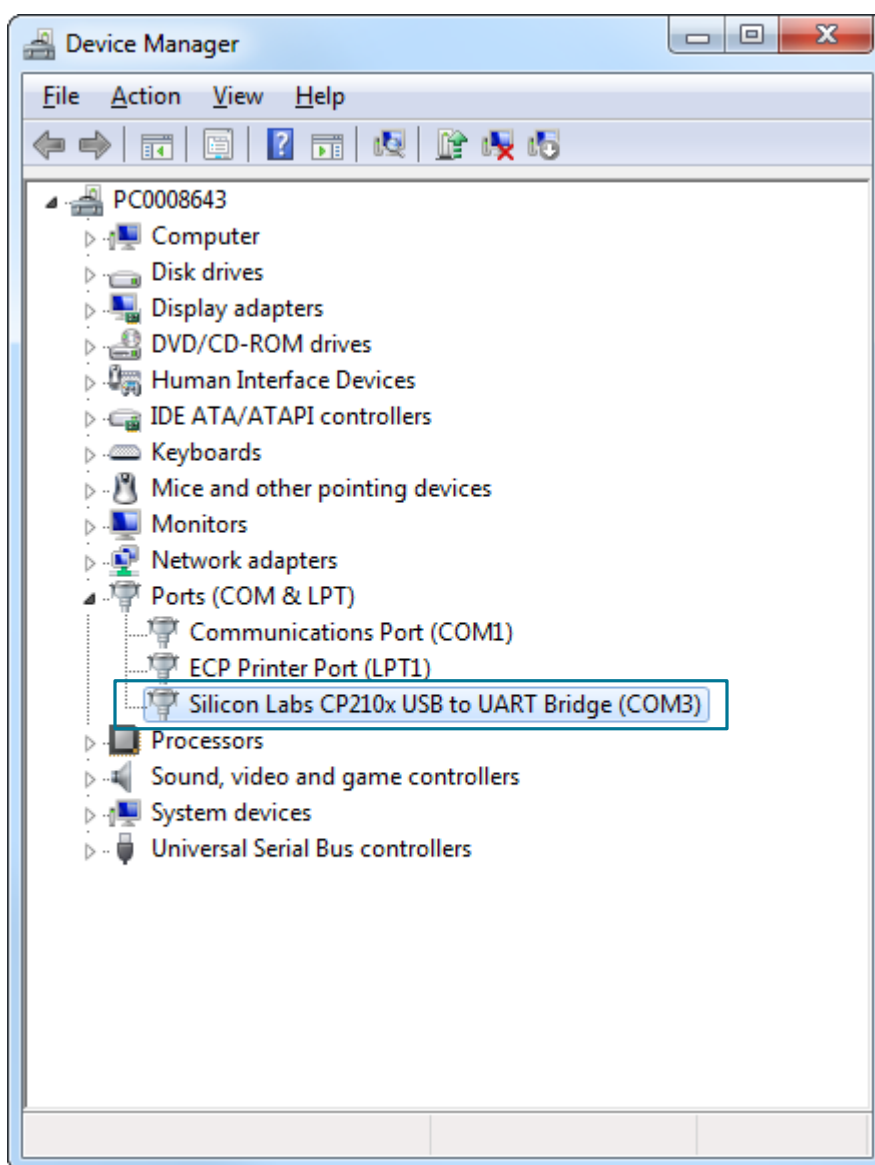 Device Manager
File Action View Help
PC0008643
Computer
Disk drives
Display adapters
DVD/CD-ROM drives
Human Interface Devices
IDE ATA/ATAPI controllers
Keyboards
Mice and other pointing devices
Monitors
Network adapters
Ports (COM & LPT)
Communications Port (COM1)
ECP Printer Port (LPT1)
Silicon Labs CP210x USB to UART Bridge (COM3)
Processors
Sound, video and game controllers
System devices
Universal Serial Bus controllers